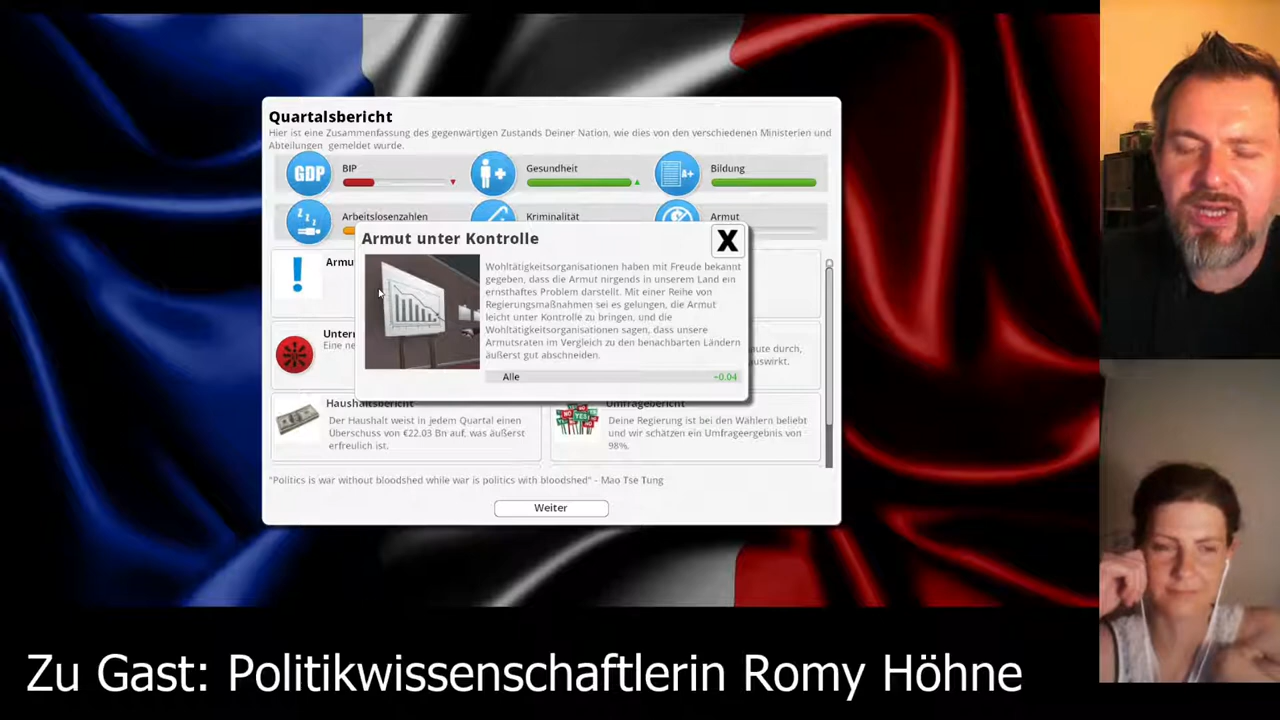 Quartalsbericht
Hier ist eine Zusammenfassung des gegenwärtigen Zustands Deiner Nation, wie dies von den verschiedenen Ministerien und
Abteilungen gemeldet wurde.
GDP
BIP
Gesundheit
A+
Bildung
Arbeitslosenzahlen
Kriminalität
Armut
Armut unter Kontrolle
X
Wohltätigkeitsorganisationen haben mit Freude bekannt
gegeben, dass die Armut nirgends in unserem Land ein
ernsthaftes Problem darstellt. Mit einer Reihe von
Regierungsmaßnahmen sei es gelungen, die Armut
leicht unter Kontrolle zu bringen, und die
Wohltätigkeitsorganisationen sagen, dass unsere
Armutsraten im Vergleich zu den benachbarten Ländern
äußerst gut abschneiden.
Alle
Armu
Unter
Eine ne
auswirkt.
Haushaltsbericht
Der Haushalt weist in jedem Quartal einen
Überschuss von €22.03 Bn auf, was äußerst
erfreulich ist.
Umfragebericht
Deine Regierung ist bei den Wählern beliebt
und wir schätzen ein Umfrageergebnis von
98%.
"Politics is war without bloodshed while war is politics with bloodshed" - Mao Tse Tung
Weiter
Zu Gast: Politikwissenschaftlerin Romy Höhne